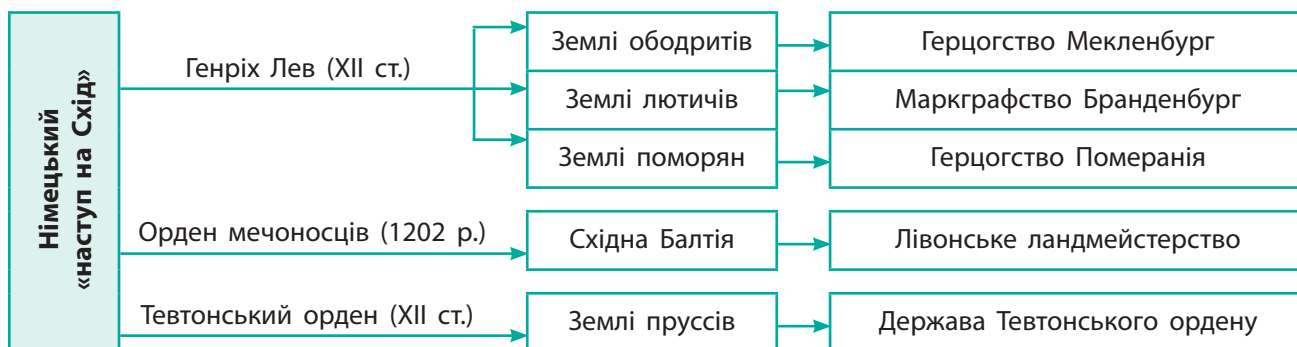 Німецький
«наступ на Схід»
Генріх Лев (XII ст.)
Землі ободритів
Герцогство Мекленбург
Землі лютичів
Маркграфство Бранденбург
Землі поморян
Герцогство Померанія
Орден мечоносців (1202 р.)
Східна Балтія
Лівонське ландмейстерство
Тевтонський орден (XII ст.)
Землі пруссів
Держава Тевтонського ордену